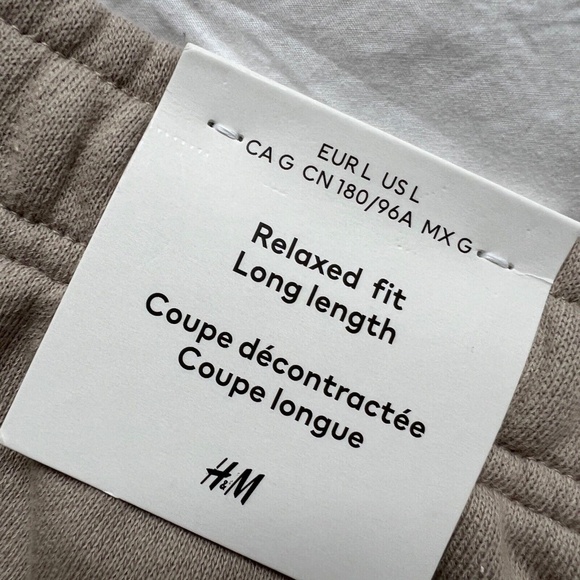 EUR L US L
CA G CN 180/96A MX G
Relaxed fit
Long length
Coupe décontractée
Coupe longue
H&M